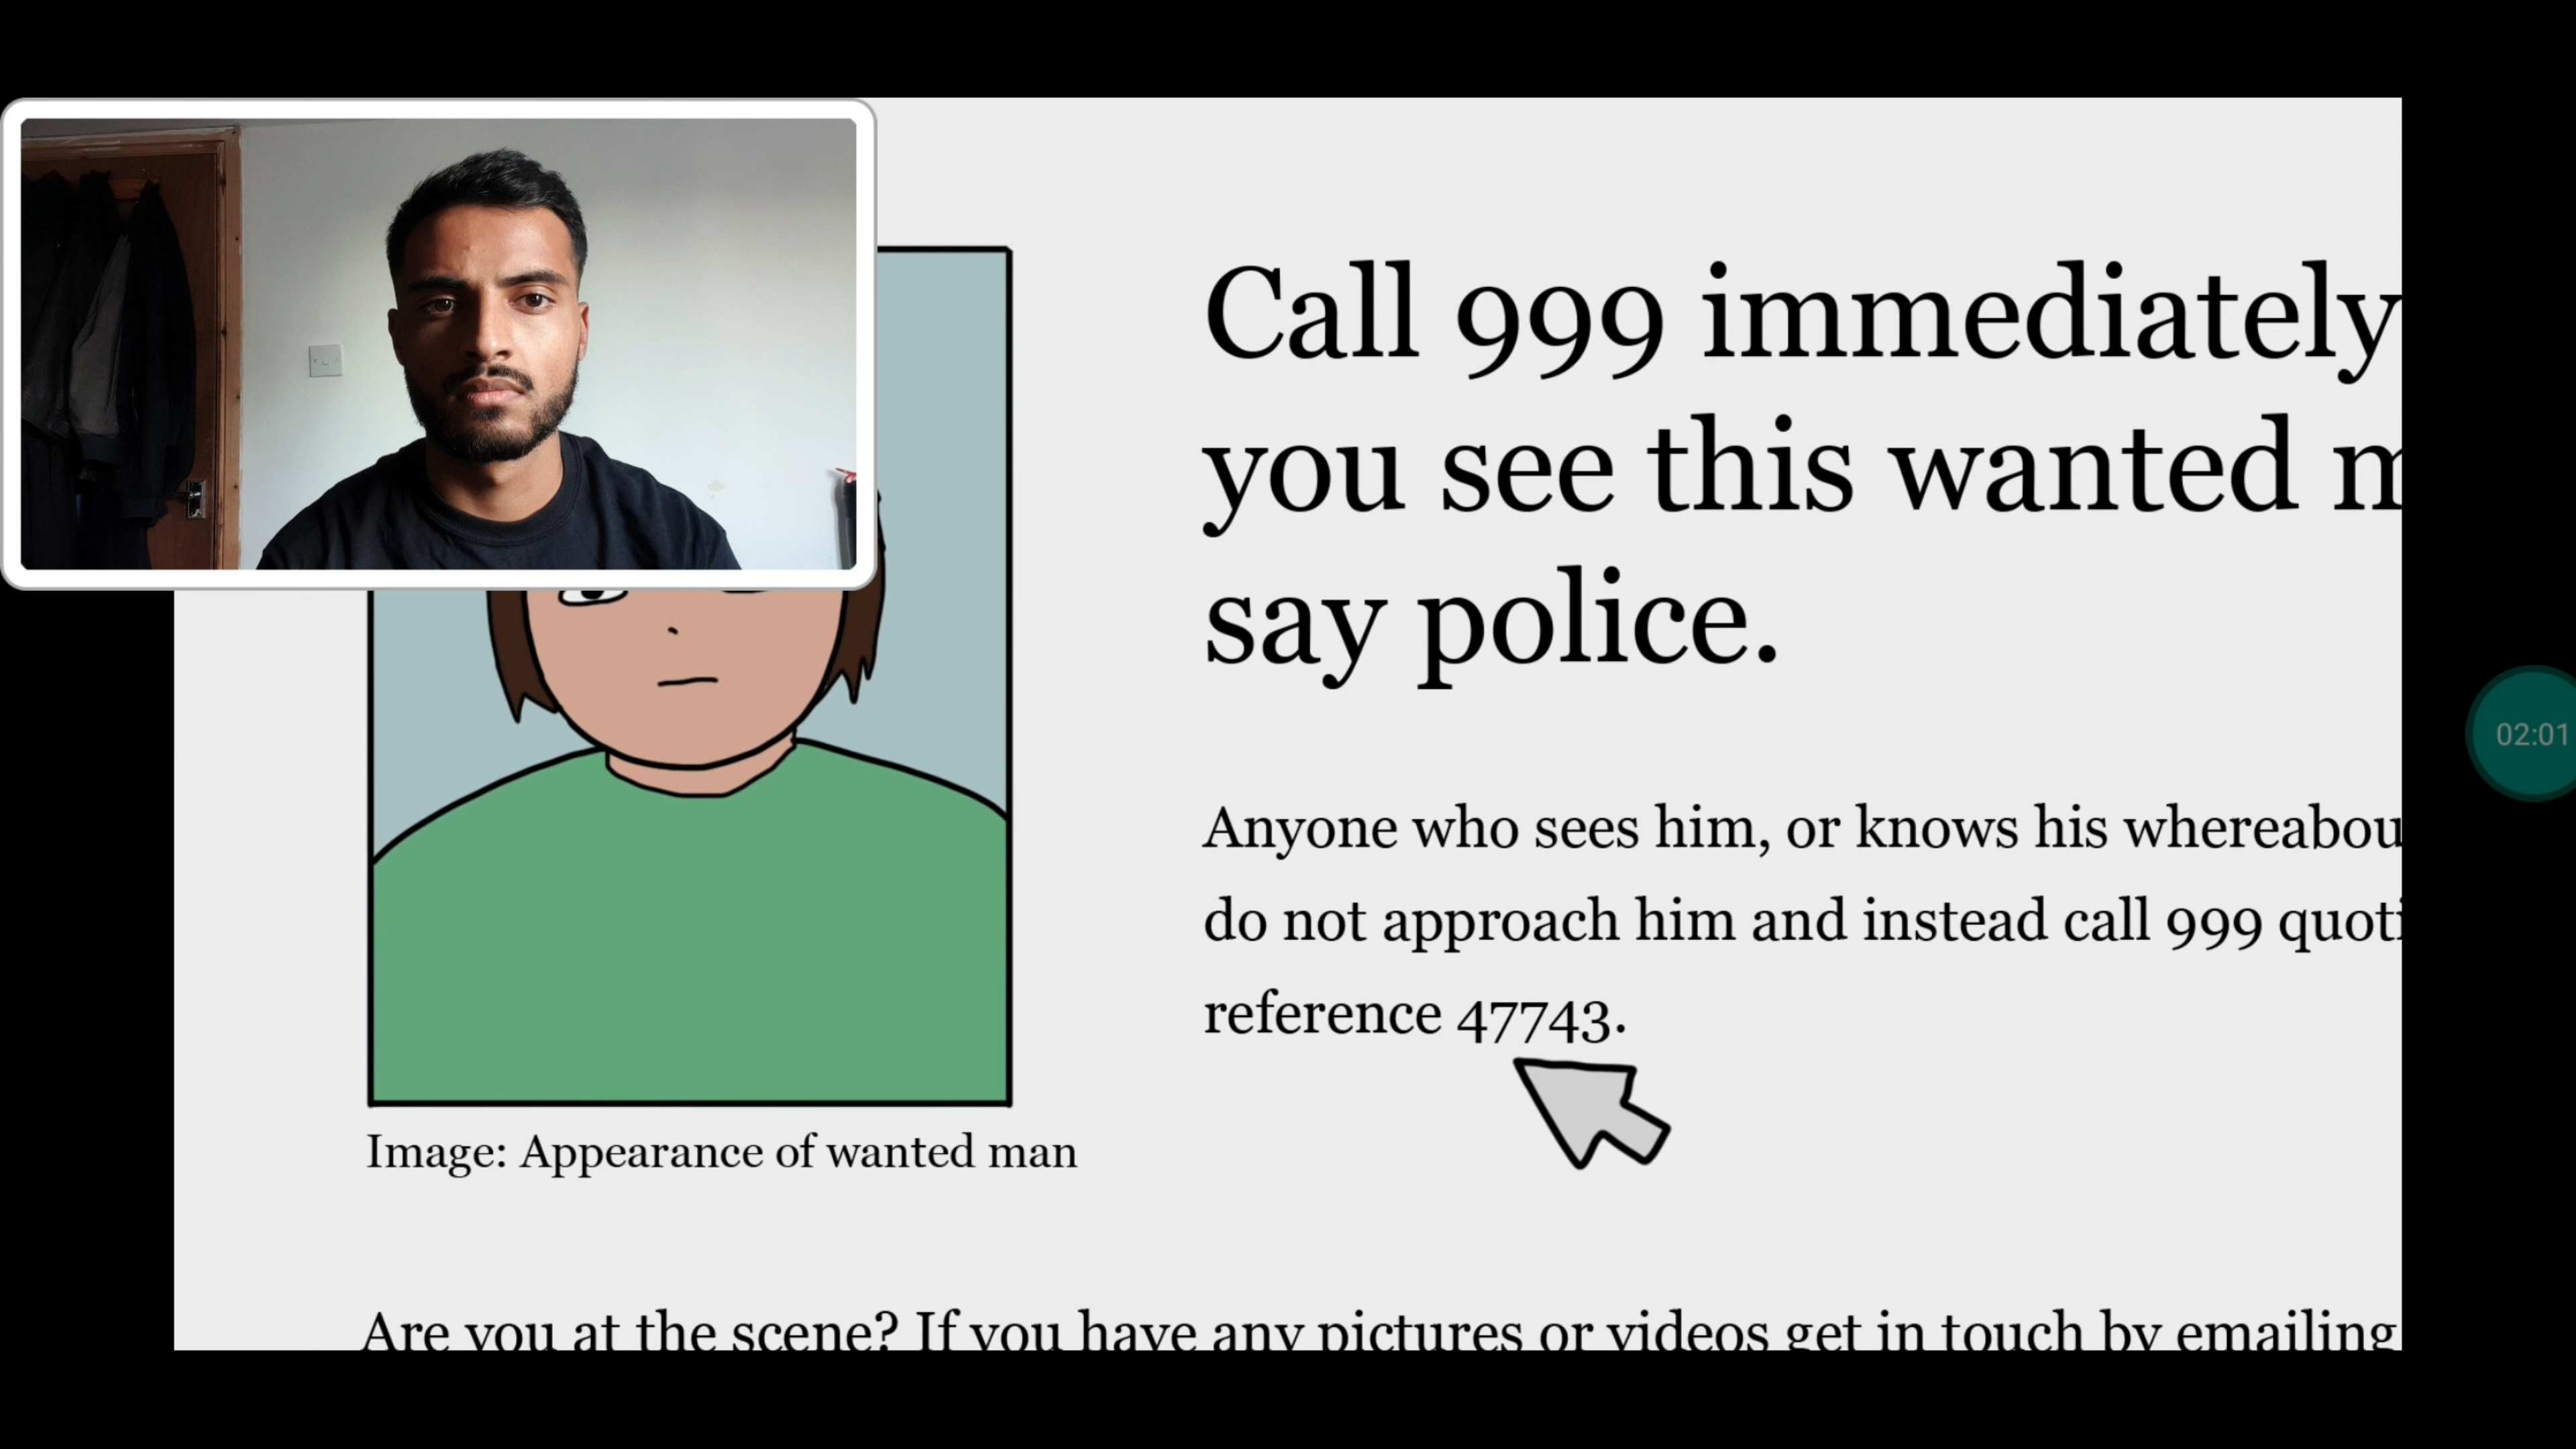 Call 999 immediately
you see this wanted
say police.
Anyone who sees him, or knows his
do not approach him and instead call 999
reference 47743.
Image: Appearance of wanted man
Are you at the scene? If you have any pictures or videos get in touch by emailing
02:01